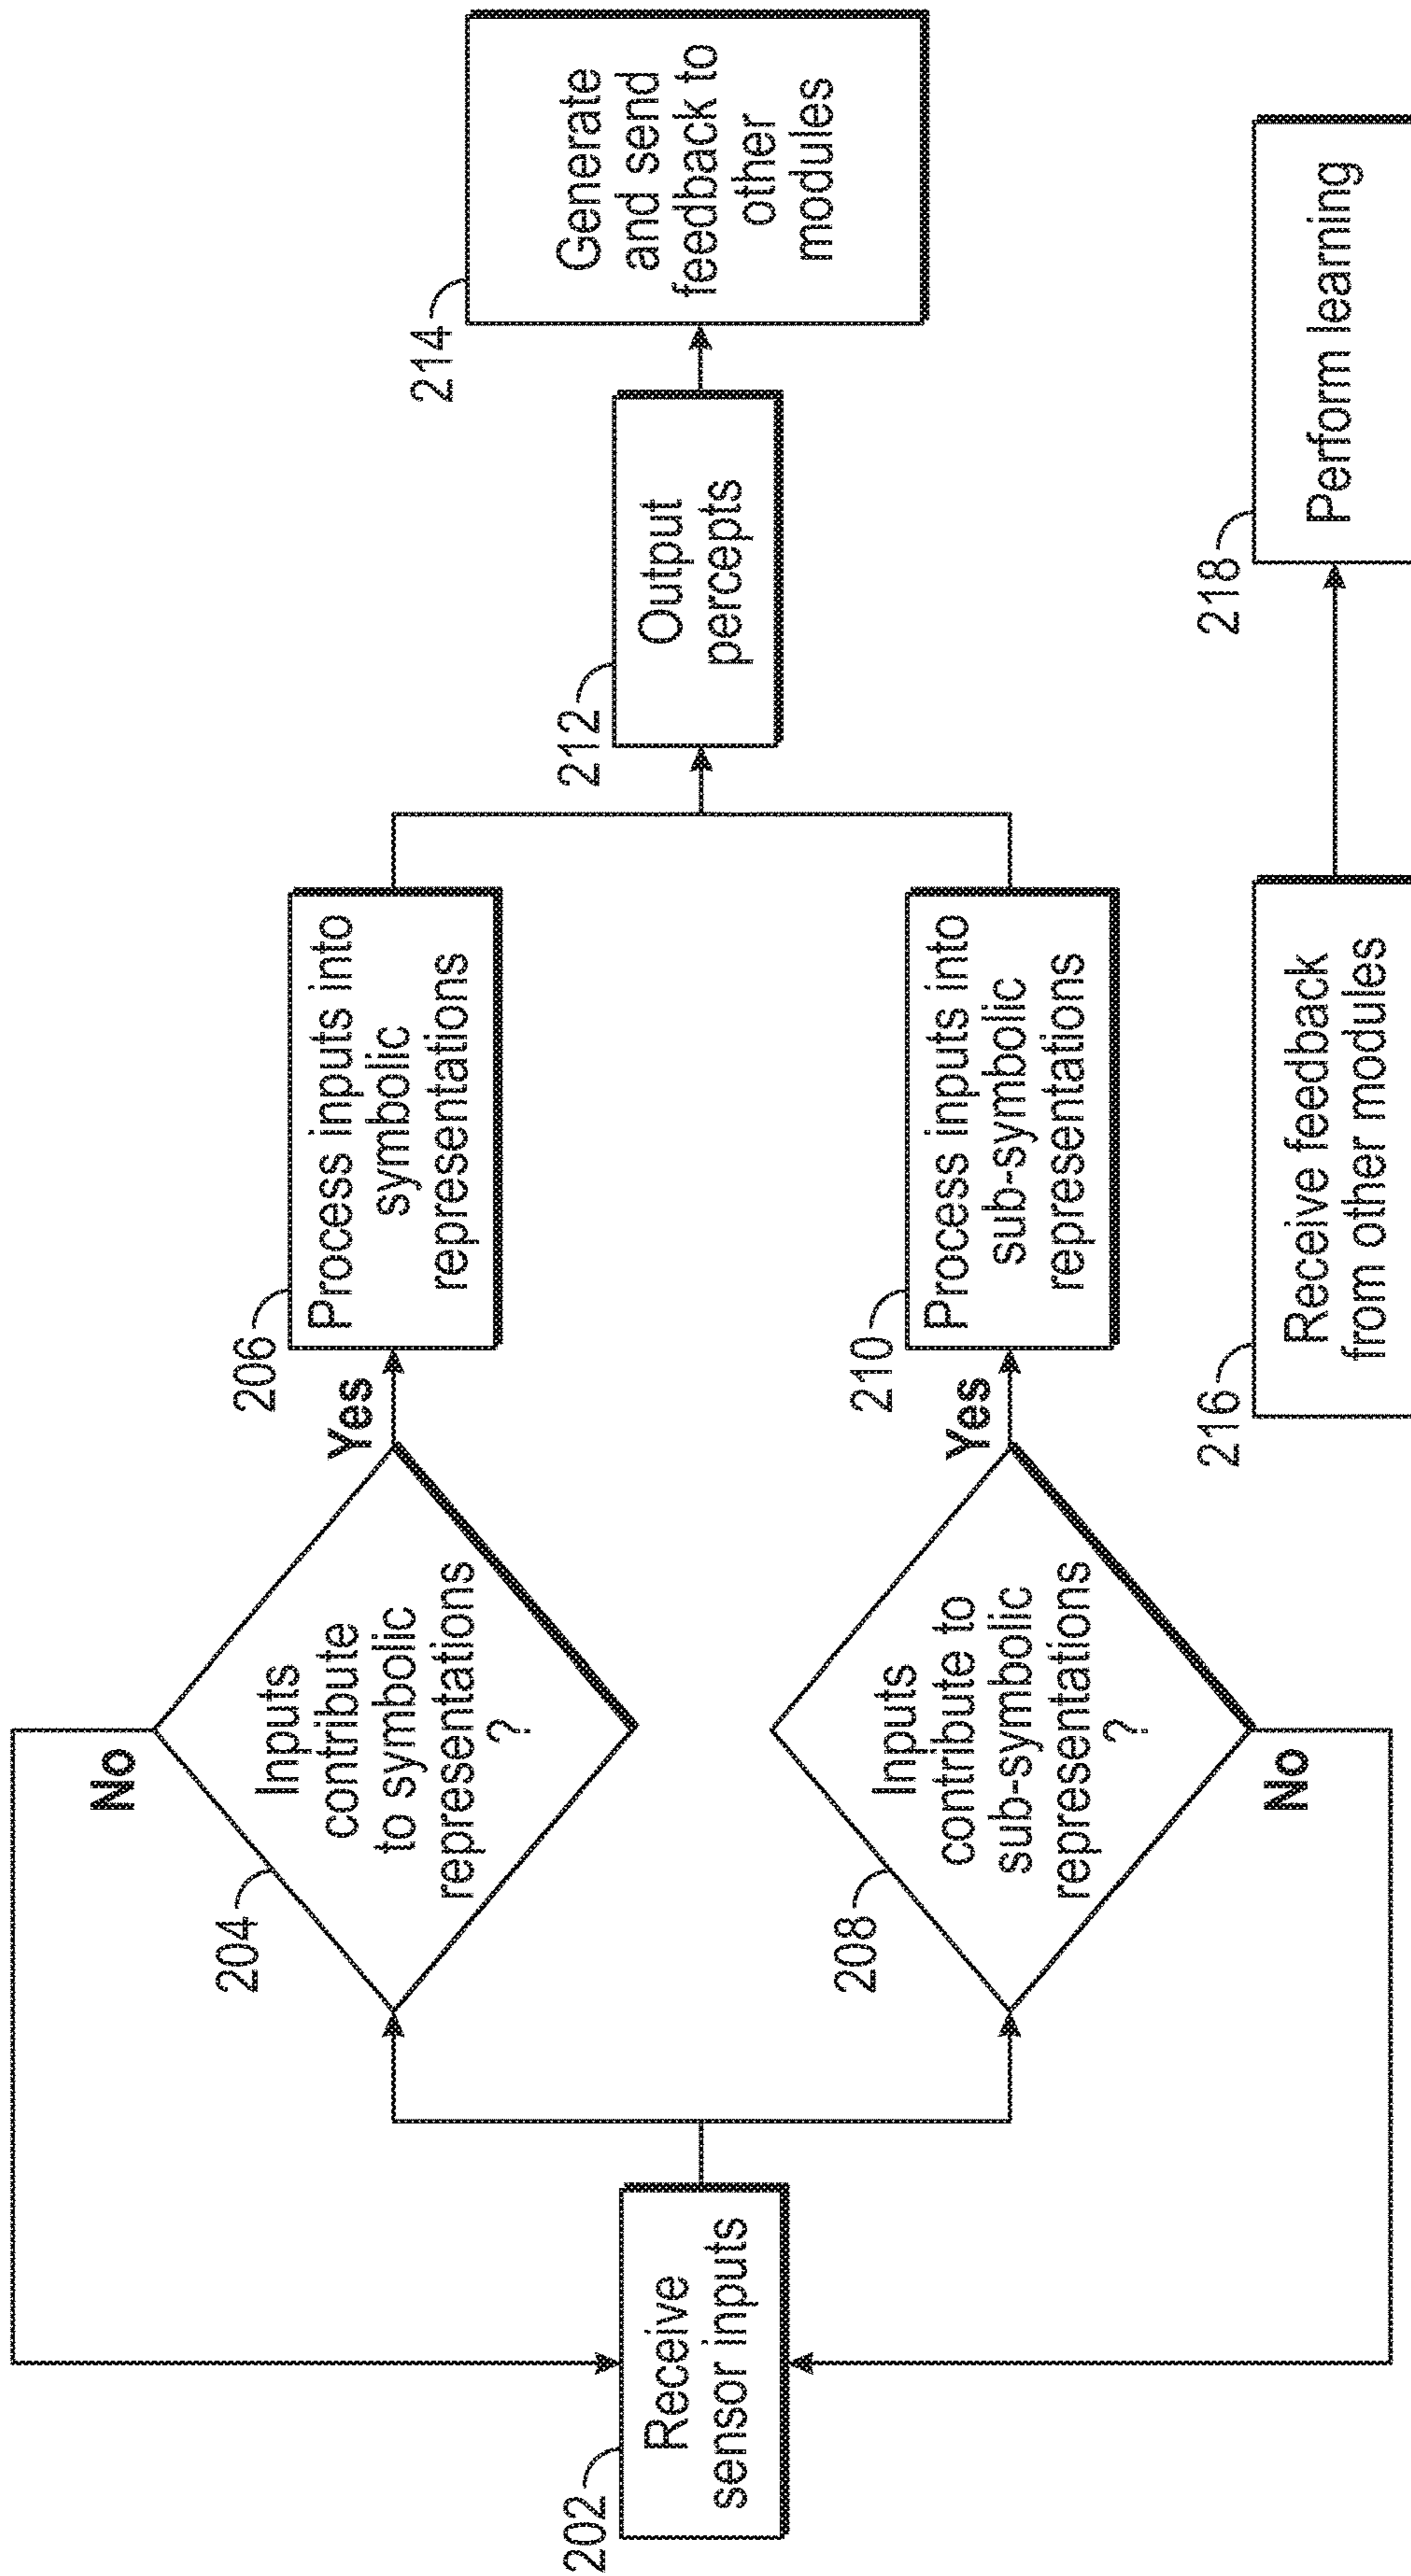 202
Receive
sensor inputs
No
204
Inputs
contribute
to symbolic
representations
?
Yes
206
Process inputs into
symbolic
representations
208
Inputs
contribute to
sub-symbolic
representations
?
No
Yes
210
Process inputs into
sub-symbolic
representations
212
Output
percepts
214
Generate
and send
feedback to
other
modules
216
Receive feedback
from other modules
218
Perform learning